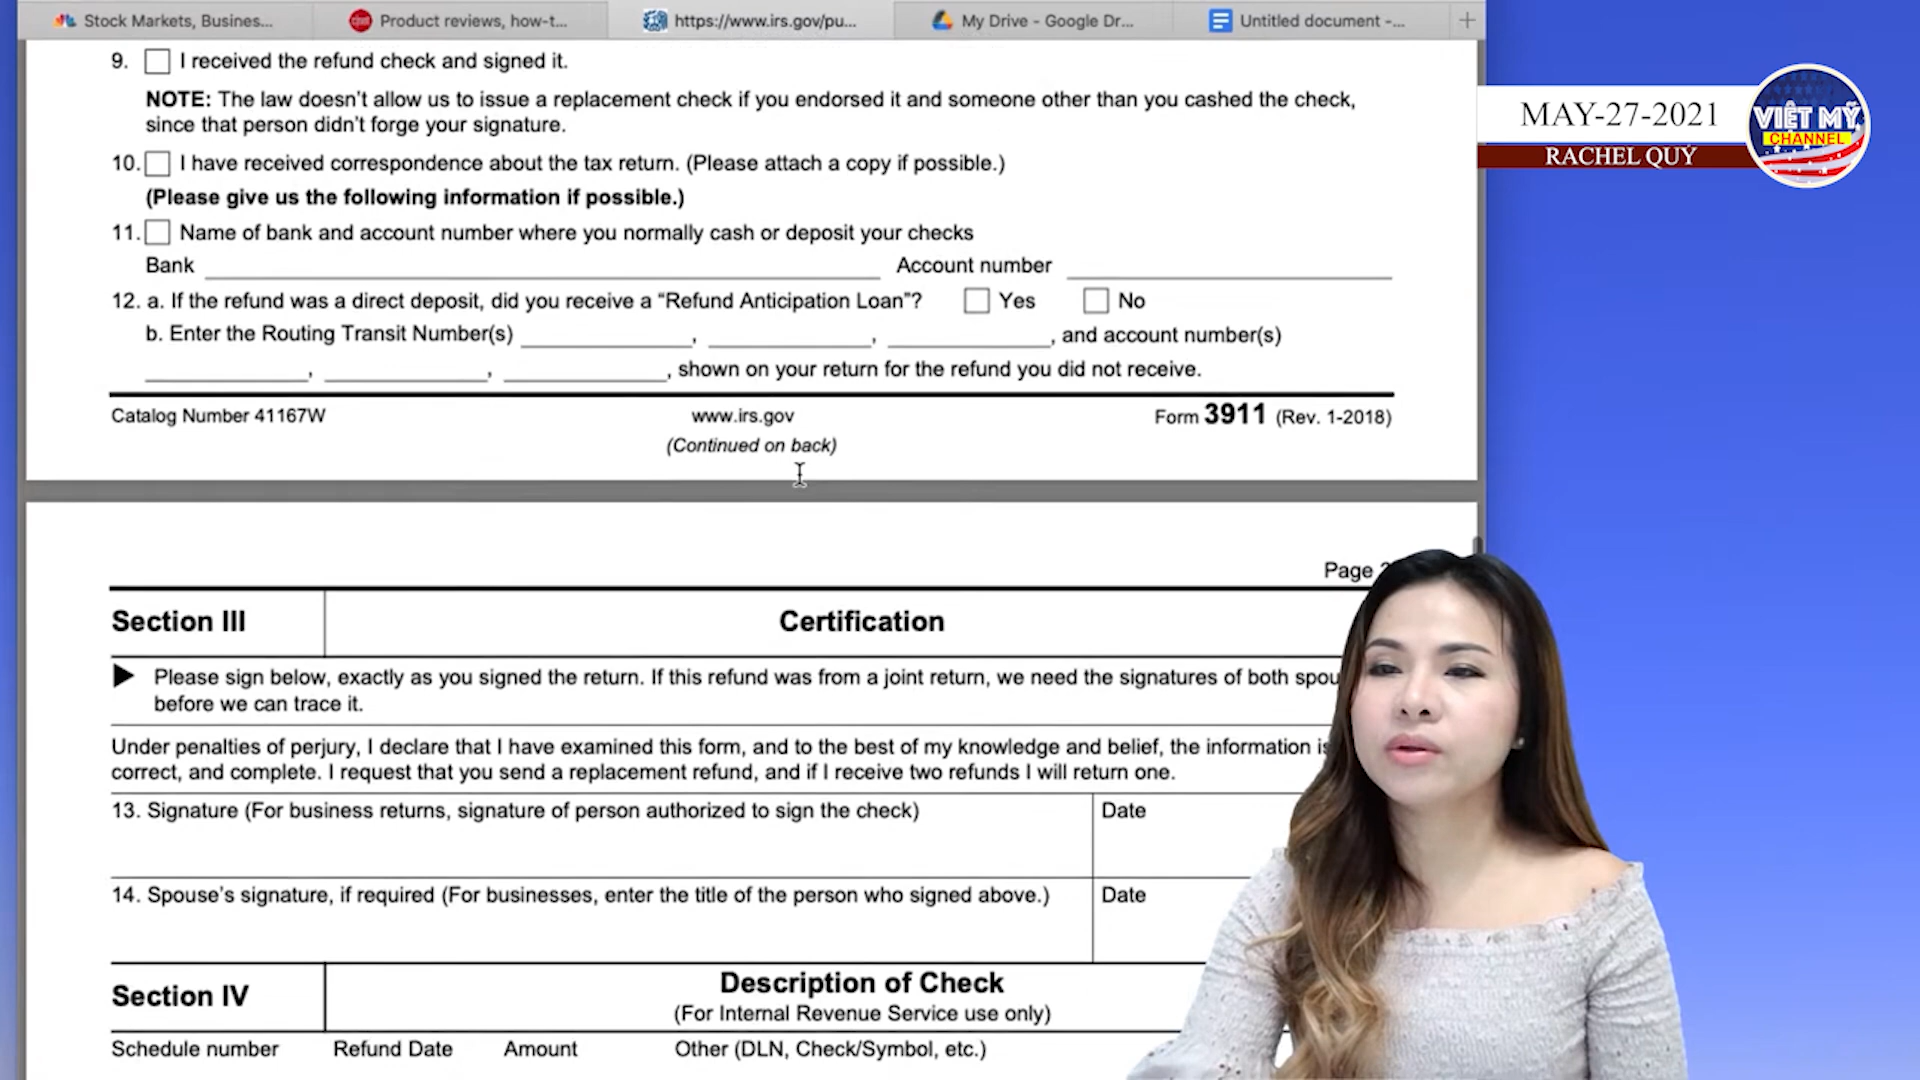 Stock Markets, Busines...
cnet
Product reviews, how-t...
https://www.irs.gov/pu...
My Drive - Google Dr...
Untitled document -...
MAY-27-2021
RACHEL QUÝ
VIỆT MỸ
CHANNEL
9. I received the refund check and signed it.
NOTE: The law doesn't allow us to issue a replacement check if you endorsed it and someone other than you cashed the check,
since that person didn't forge your signature.
10. I have received correspondence about the tax return. (Please attach a copy if possible.)
(Please give us the following information if possible.)
11. Name of bank and account number where you normally cash or deposit your checks
Bank Account number
12. a. If the refund was a direct deposit, did you receive a “Refund Anticipation Loan”? Yes No
b. Enter the Routing Transit Number(s) , , , and account number(s)
, , , shown on your return for the refund you did not receive.
Catalog Number 41167W www.irs.gov Form 3911 (Rev. 1-2018)
(Continued on back)
Page
Section III Certification
Please sign below, exactly as you signed the return. If this refund was from a joint return, we need the signatures of both spou
before we can trace it.
Under penalties of perjury, I declare that I have examined this form, and to the best of my knowledge and belief, the information is
correct, and complete. I request that you send a replacement refund, and if I receive two refunds I will return one.
13. Signature (For business returns, signature of person authorized to sign the check) Date
14. Spouse's signature, if required (For businesses, enter the title of the person who signed above.) Date
Section IV Description of Check
(For Internal Revenue Service use only)
Schedule number Refund Date Amount Other (DLN, Check/Symbol, etc.)